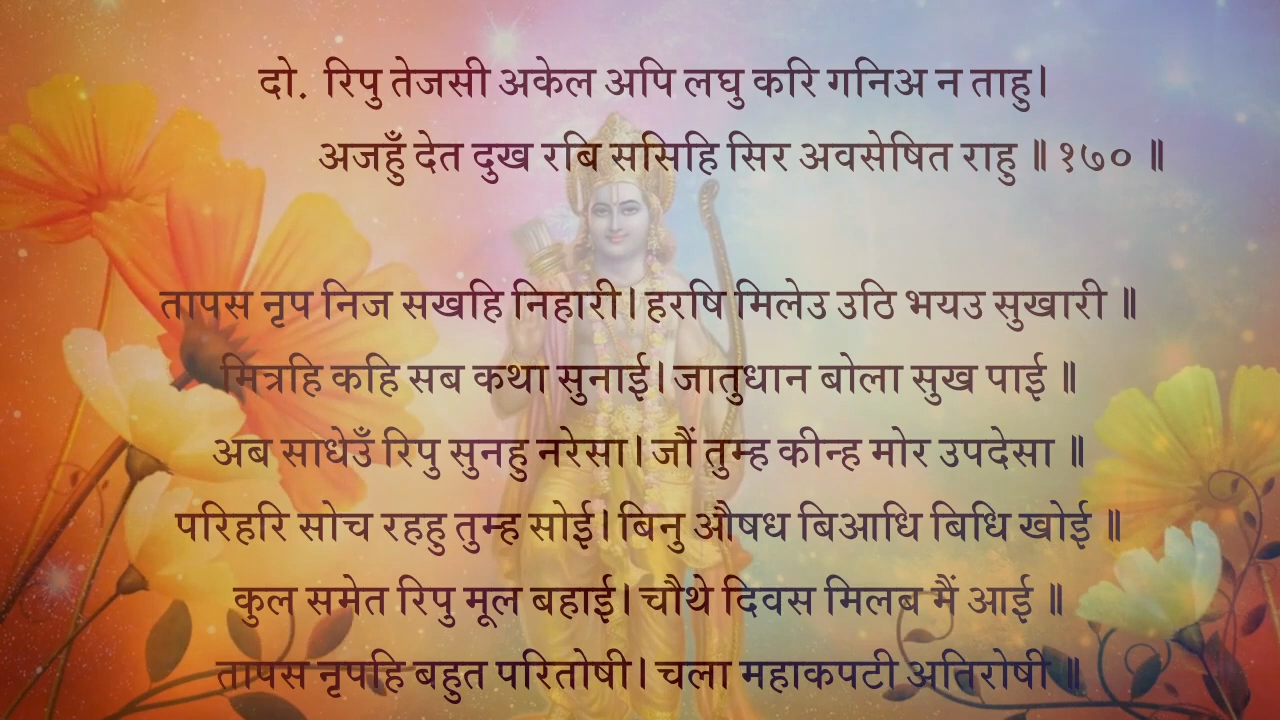 दो. रिपु तेजसी अकेल अपि लघु करि गनिअ न ताहु।
अजहुँ देत दुख रबि ससिहि सिर अवसेषित राहु ॥ १७० ॥
तापस नृप निज सखहि निहारी। हरषि मिलेउ उठि भयउ सुखारी ॥
मित्रहि कहि सब कथा सुनाई। जातुधान बोला सुख पाई ॥
अब साधेउँ रिपु सुनहु नरेसा। जौं तुम्ह कीन्ह मोर उपदेसा ॥
परिहरि सोच रहहु तुम्ह सोई। बिनु औषध बिआधि बिधि खोई ॥
कुल समेत रिपु मूल बहाई। चौथे दिवस मिलब मैं आई ॥
तापस नृपहि बहुत परितोषी। चला महाकपटी अतिरोषी ॥